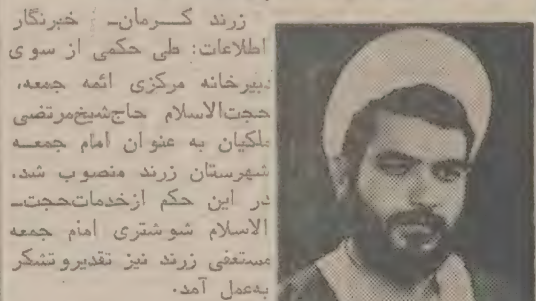 زرند کرمان ـ خبرنگار
اطلاعات: طی حکمی از سوی
دبیرخانه مرکزی ائمه جمعه،
حجت‌الاسلام حاج‌شیخ‌مرتضی
ملکیان به عنوان امام جمعه
شهرستان زرند منصوب شد.
در این حکم ازخدمات‌حجت‌ـ
الاسلام شوشتری امام جمعه
مستعفی زرند نیز تقدیروتشکر
به‌عمل آمد.